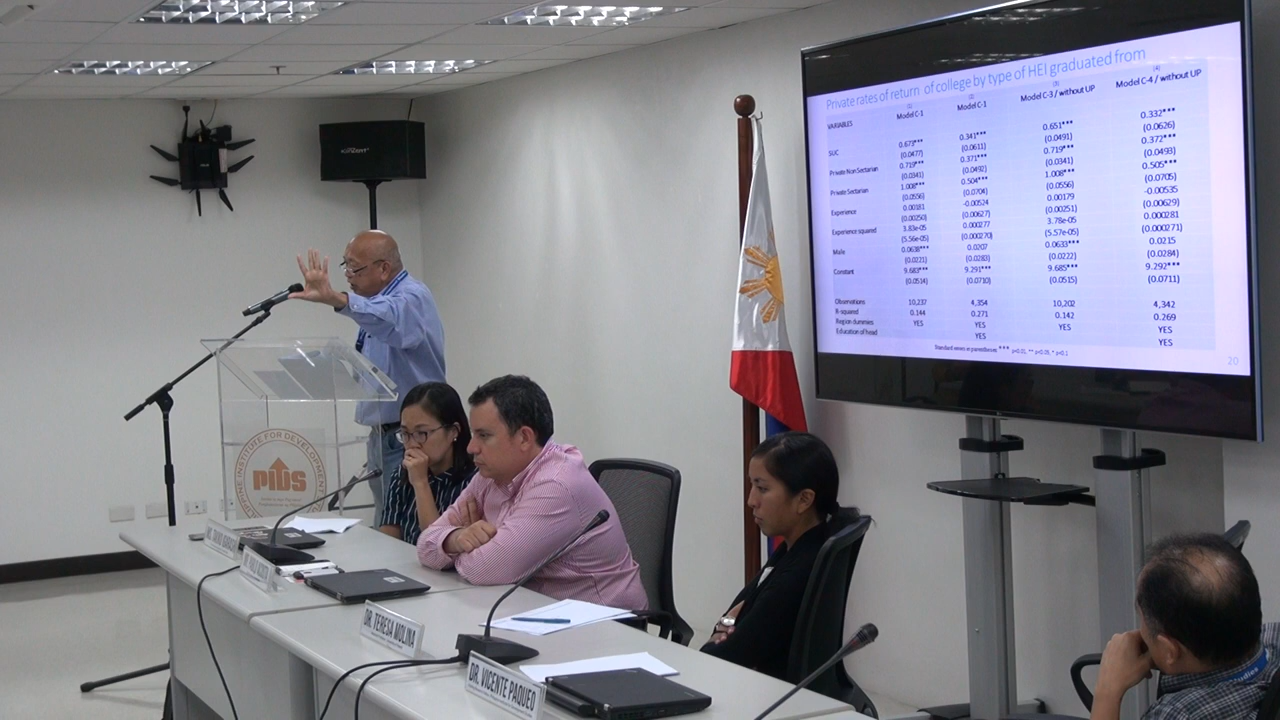 Private rates of return of college by type of HEI graduated from
(1) (2) (3) (4)
VARIABLES Model C-1 Model C-1 Model C-3 / without UP Model C-4 / without UP
SUC 0.673*** 0.341*** 0.651*** 0.332***
(0.0477) (0.0611) (0.0491) (0.0626)
Private Non Sectarian 0.719*** 0.371*** 0.719*** 0.372***
(0.0341) (0.0492) (0.0341) (0.0493)
Private Sectarian 1.008*** 0.504*** 1.008*** 0.505***
(0.0556) (0.0704) (0.0556) (0.0705)
Experience 0.00181 -0.00524 0.00179 -0.00535
(0.00250) (0.00627) (0.00251) (0.00629)
Experience squared 3.83e-05 0.000277 3.78e-05 0.000281
(5.56e-05) (0.000270) (5.57e-05) (0.000271)
Male 0.0638*** 0.0207 0.0633*** 0.0215
(0.0221) (0.0283) (0.0222) (0.0284)
Constant 9.683*** 9.291*** 9.685*** 9.292***
(0.0514) (0.0710) (0.0515) (0.0711)
Observations 10,237 4,354 10,202 4,342
R-squared 0.144 0.271 0.142 0.269
Region dummies YES YES YES YES
Education of head YES YES
Standard errors in parentheses *** p<0.01, ** p<0.05, * p<0.1
20
INSTITUTE FOR DEVELOPMENT
PIDS
DR. TERESA MOLINA
DR. VICENTE PAQUEO